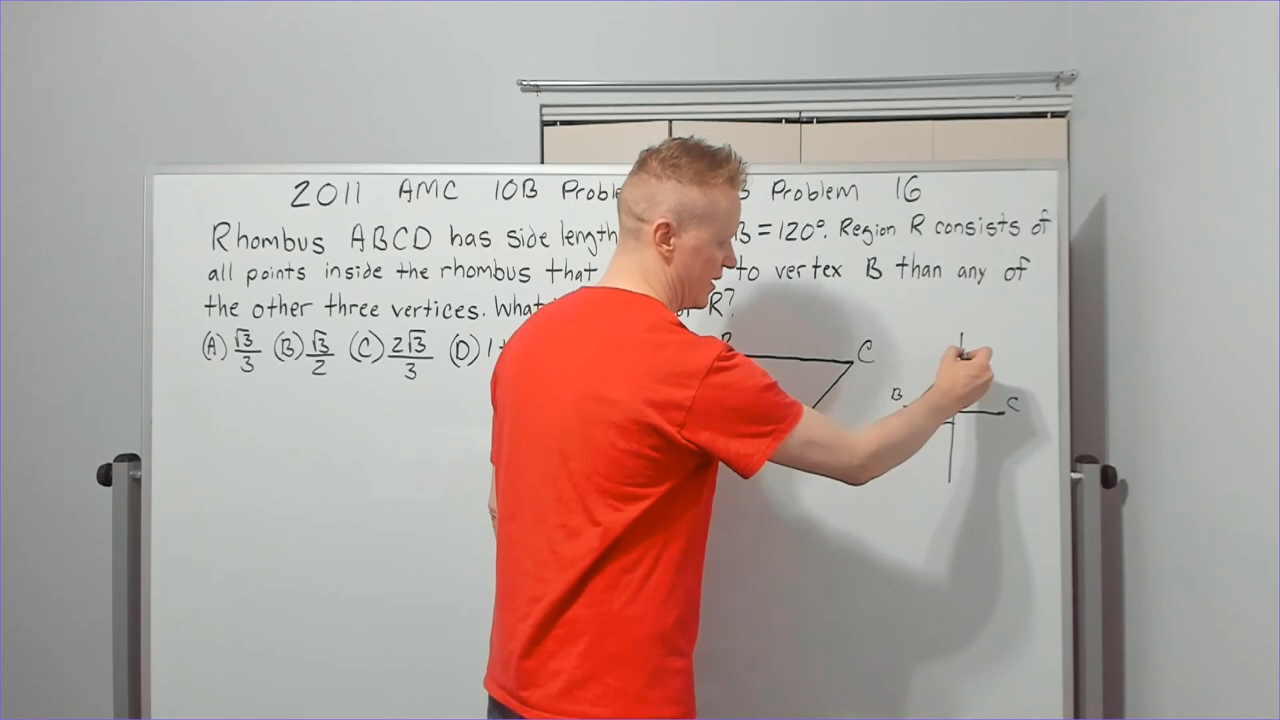 2011 AMC 10B Problem 16
Rhombus ABCD has side length = 120°. Region R consists of
all points inside the rhombus that to vertex B than any of
the other three vertices. What R?
(A) √3/3 (B) √3/2 (C) 2√3/3 (D) 1
C
B C